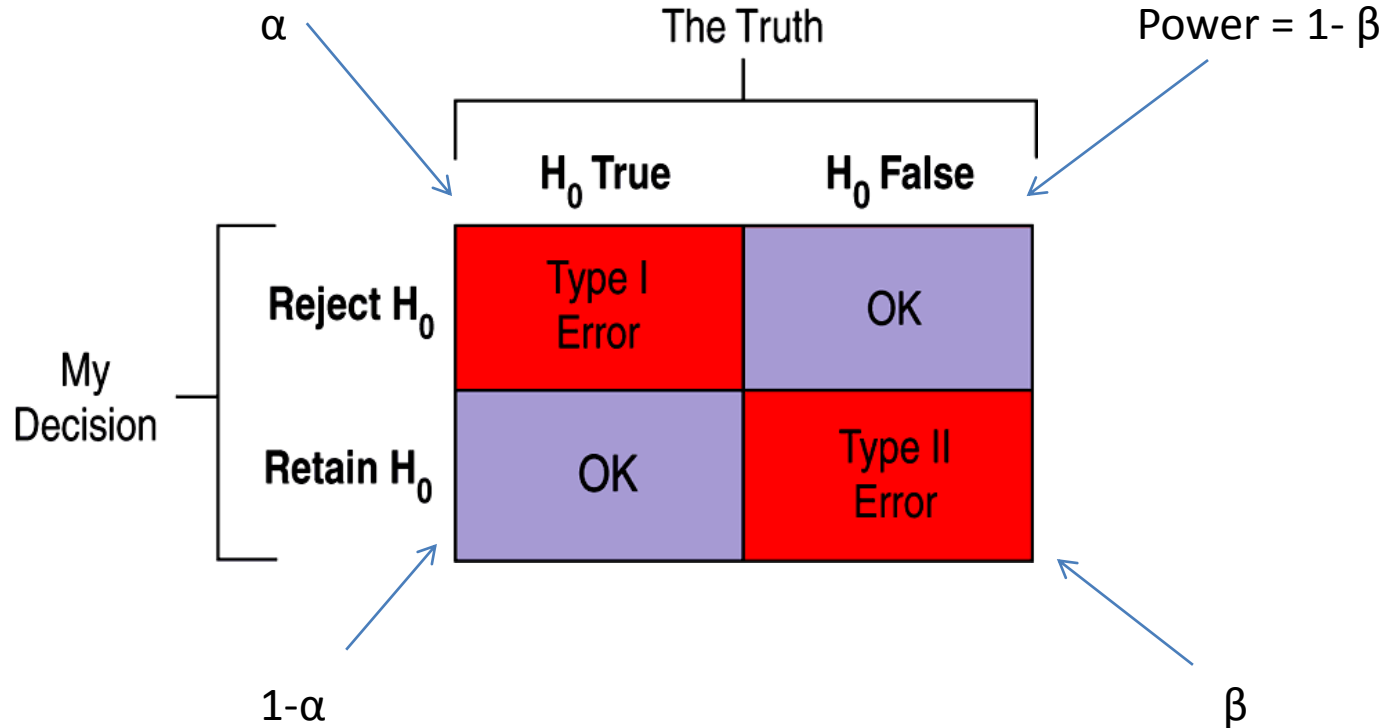 α
The Truth
Power = 1- β
H₀ True
H₀ False
Reject H₀
Type I
Error
OK
My
Decision
Retain H₀
OK
Type II
Error
1-α
β